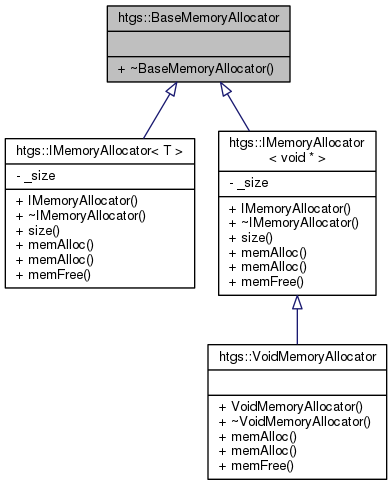 htgs::BaseMemoryAllocator
+ ~BaseMemoryAllocator()
htgs::IMemoryAllocator< T >
- _size
+ IMemoryAllocator()
+ ~IMemoryAllocator()
+ size()
+ memAlloc()
+ memAlloc()
+ memFree()
htgs::IMemoryAllocator
< void * >
- _size
+ IMemoryAllocator()
+ ~IMemoryAllocator()
+ size()
+ memAlloc()
+ memAlloc()
+ memFree()
htgs::VoidMemoryAllocator
+ VoidMemoryAllocator()
+ ~VoidMemoryAllocator()
+ memAlloc()
+ memAlloc()
+ memFree()